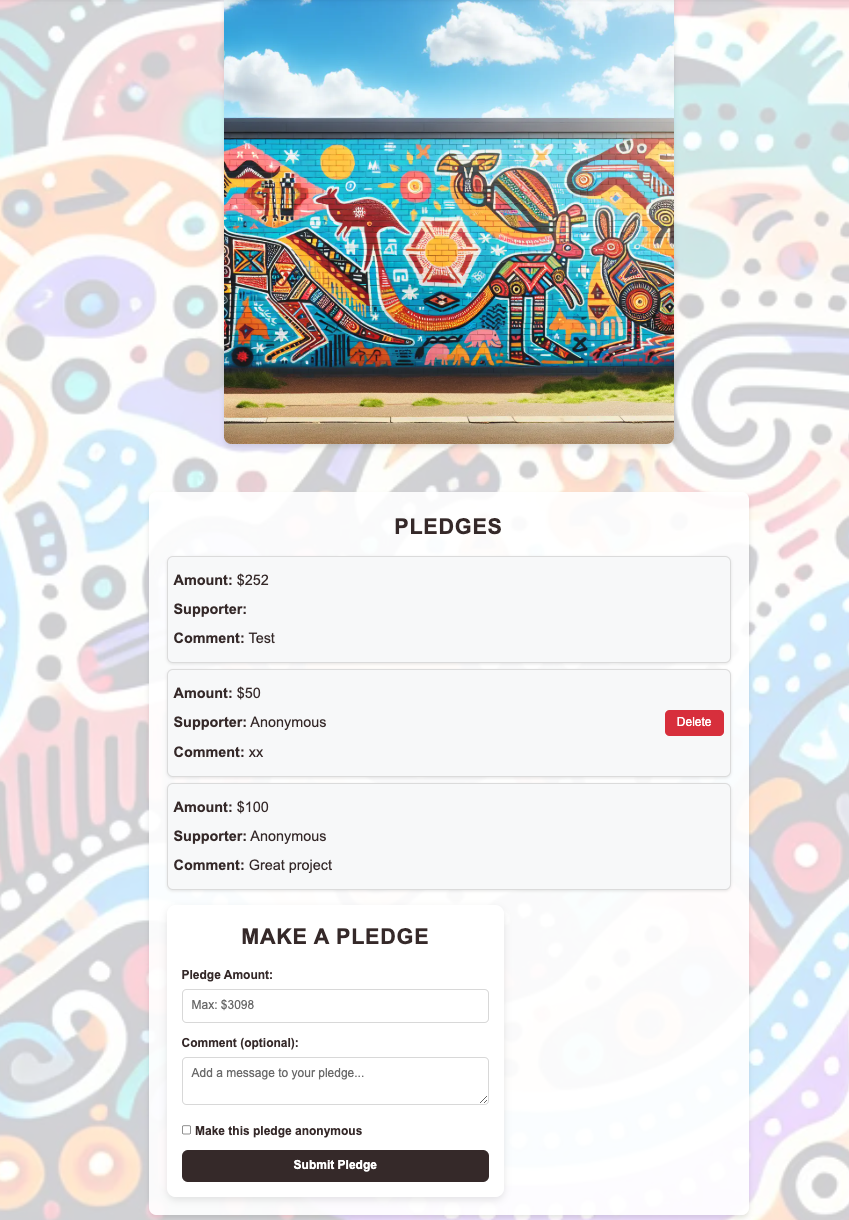 PLEDGES
Amount: $252
Supporter:
Comment: Test
Amount: $50
Supporter: Anonymous
Delete
Comment: xx
Amount: $100
Supporter: Anonymous
Comment: Great project
MAKE A PLEDGE
Pledge Amount:
Max: $3098
Comment (optional):
Add a message to your pledge...
Make this pledge anonymous
Submit Pledge